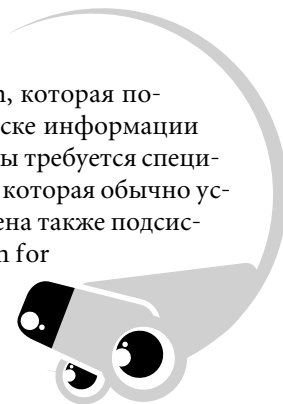 , которая по-
ске информации
ы требуется специ-
которая обычно ус-
ена также подсис-
for